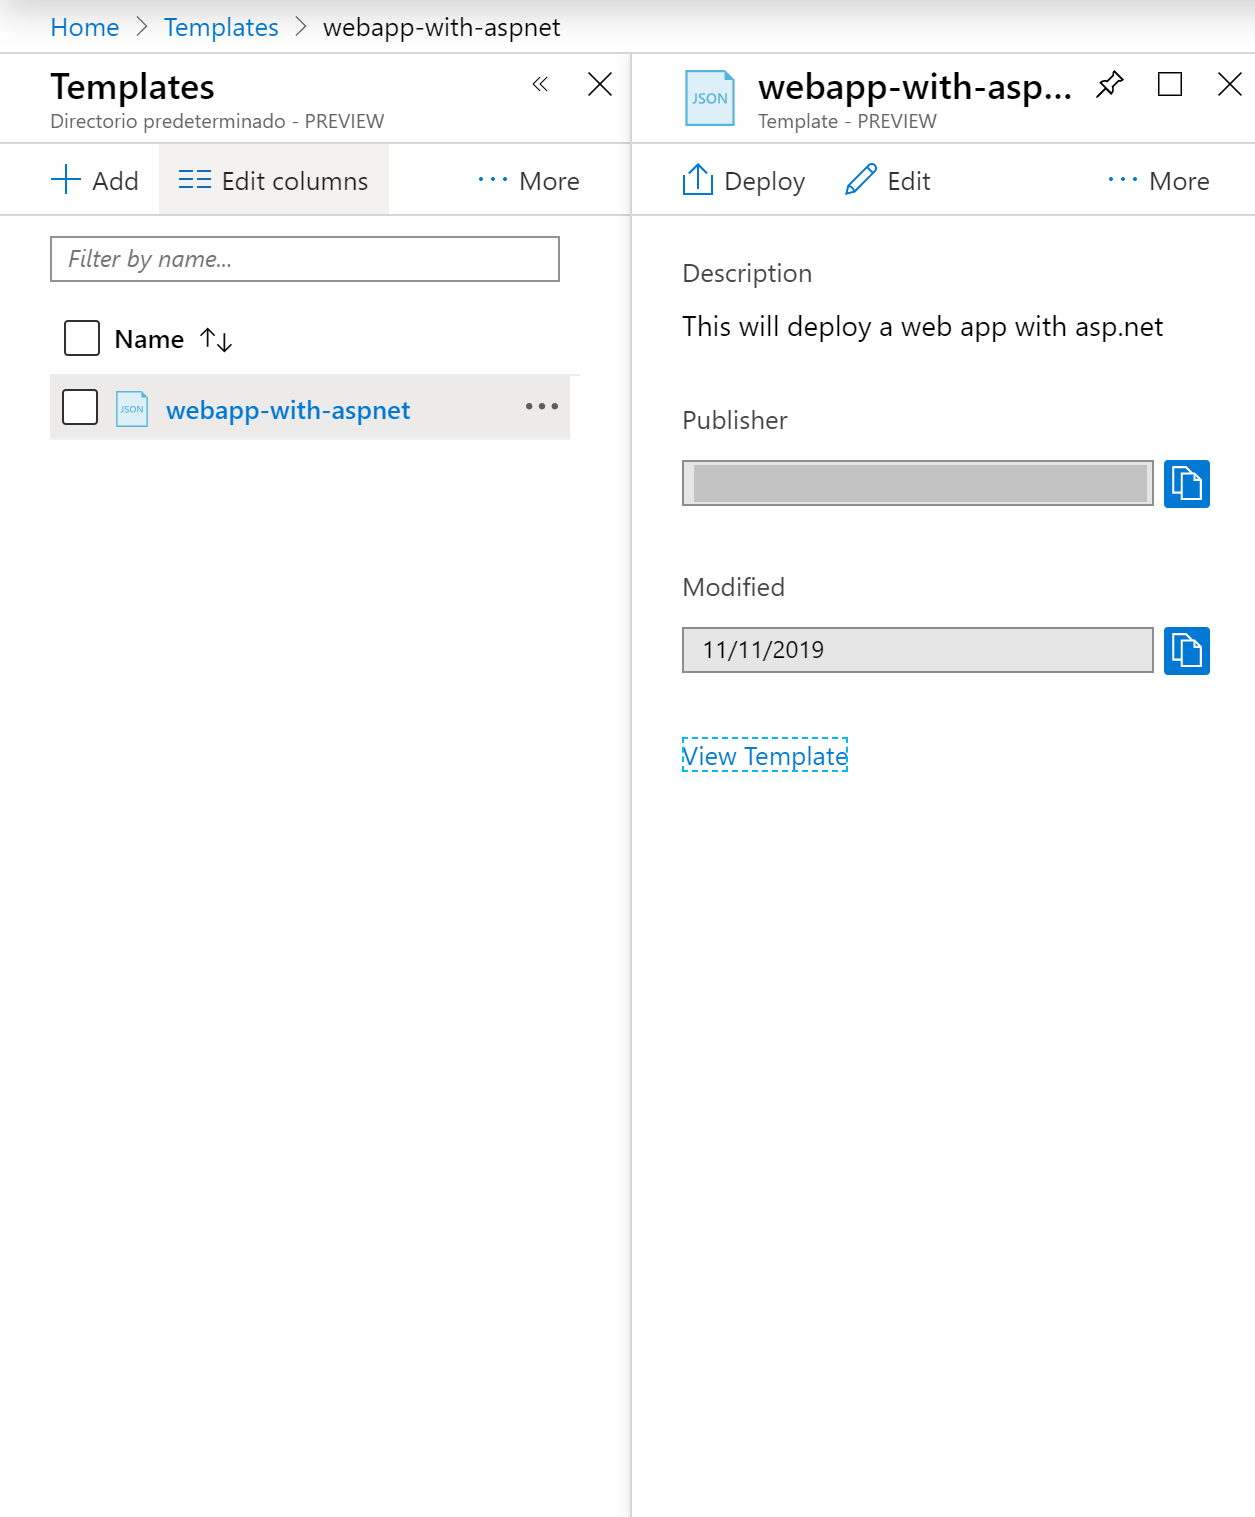 Home > Templates > webapp-with-aspnet
Templates
Directorio predeterminado - PREVIEW
Add
Edit columns
More
Filter by name...
Name
JSON
webapp-with-aspnet
JSON
webapp-with-asp...
Template - PREVIEW
Deploy
Edit
More
Description
This will deploy a web app with asp.net
Publisher
Modified
11/11/2019
View Template